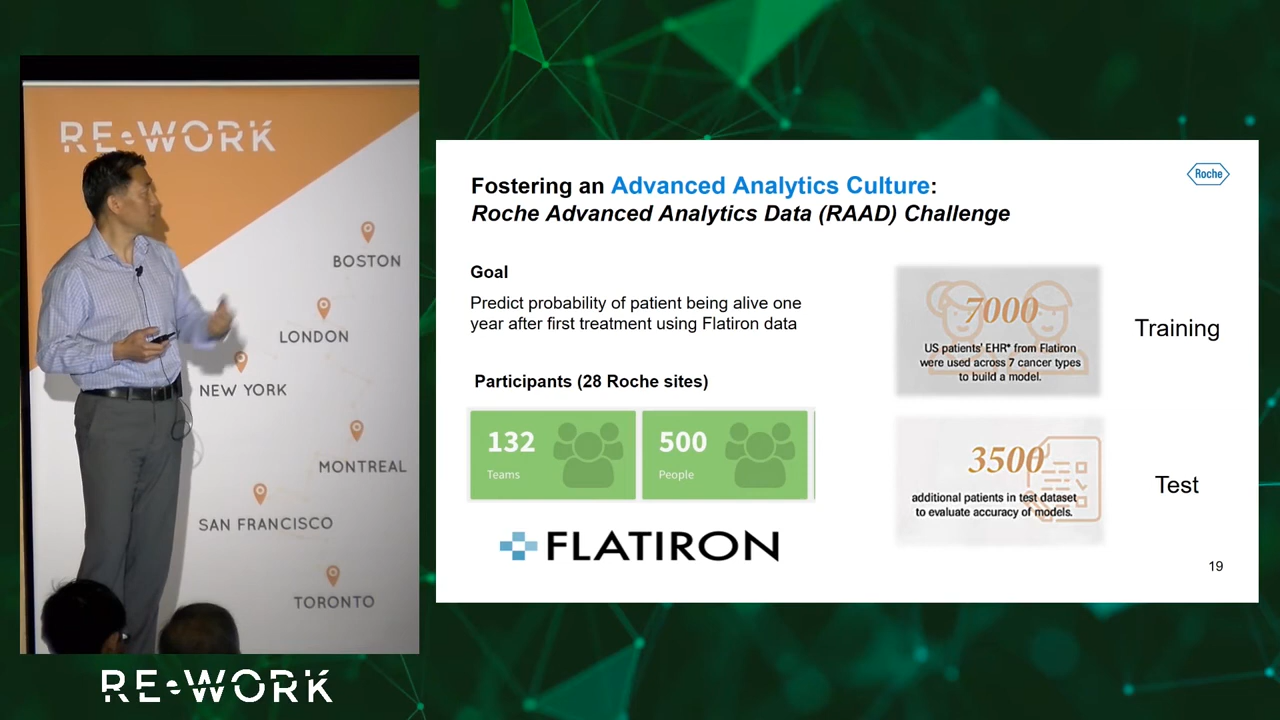 RE•WORK
BOSTON
LONDON
NEW YORK
MONTREAL
SAN FRANCISCO
TORONTO
RE•WORK
Fostering an Advanced Analytics Culture:
Roche Advanced Analytics Data (RAAD) Challenge
Roche
Goal
Predict probability of patient being alive one
year after first treatment using Flatiron data
Participants (28 Roche sites)
132
Teams
500
People
FLATIRON
7000
US patients' EHR* from Flatiron
were used across 7 cancer types
to build a model.
Training
3500
additional patients in test dataset
to evaluate accuracy of models.
Test
19